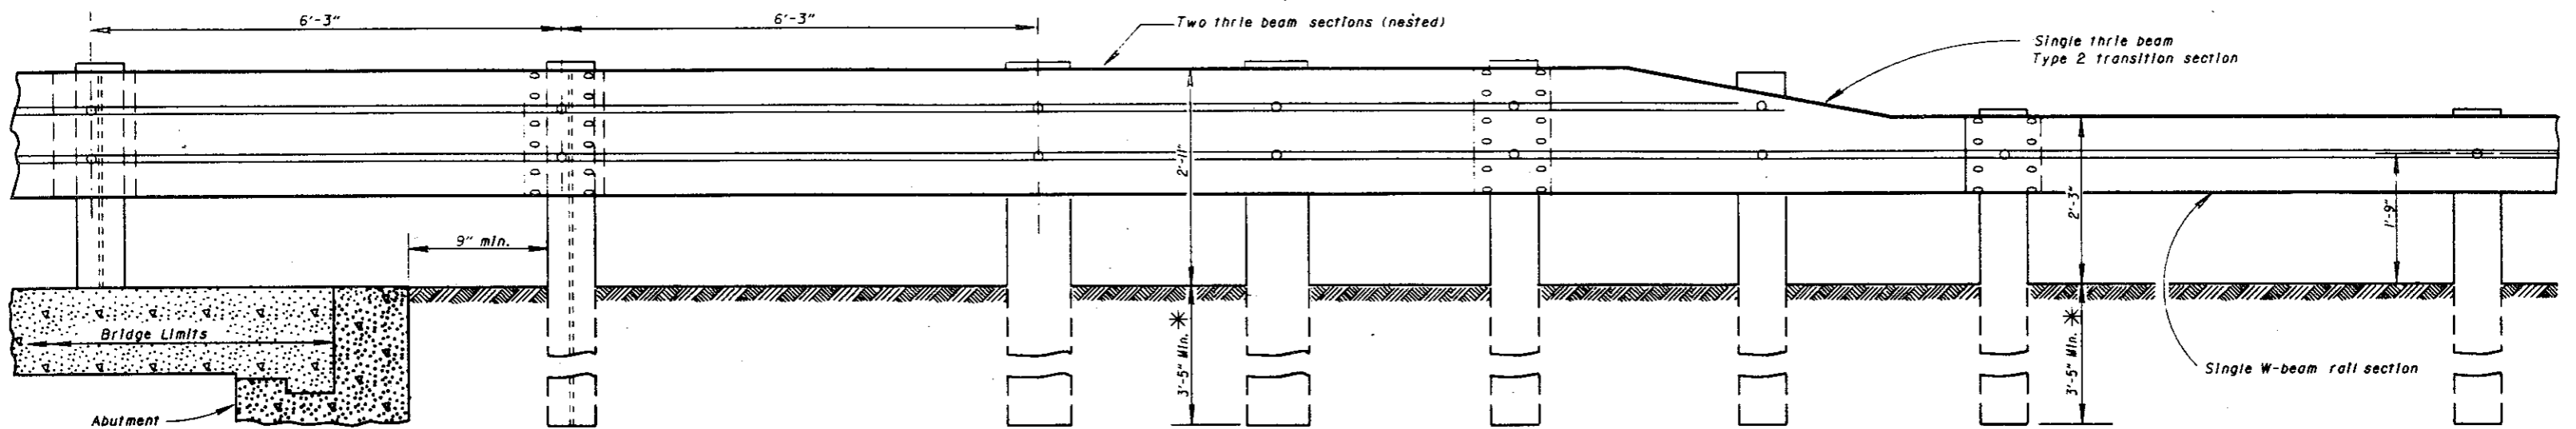 6'-3"
6'-3"
Two thrie beam sections (nested)
Single thrie beam
Type 2 transition section
2'-11"
2'-3"
1'-9"
9" min.
Bridge Limits
Abutment
3'-5" Min. *
3'-5" Min. *
Single W-beam rail section